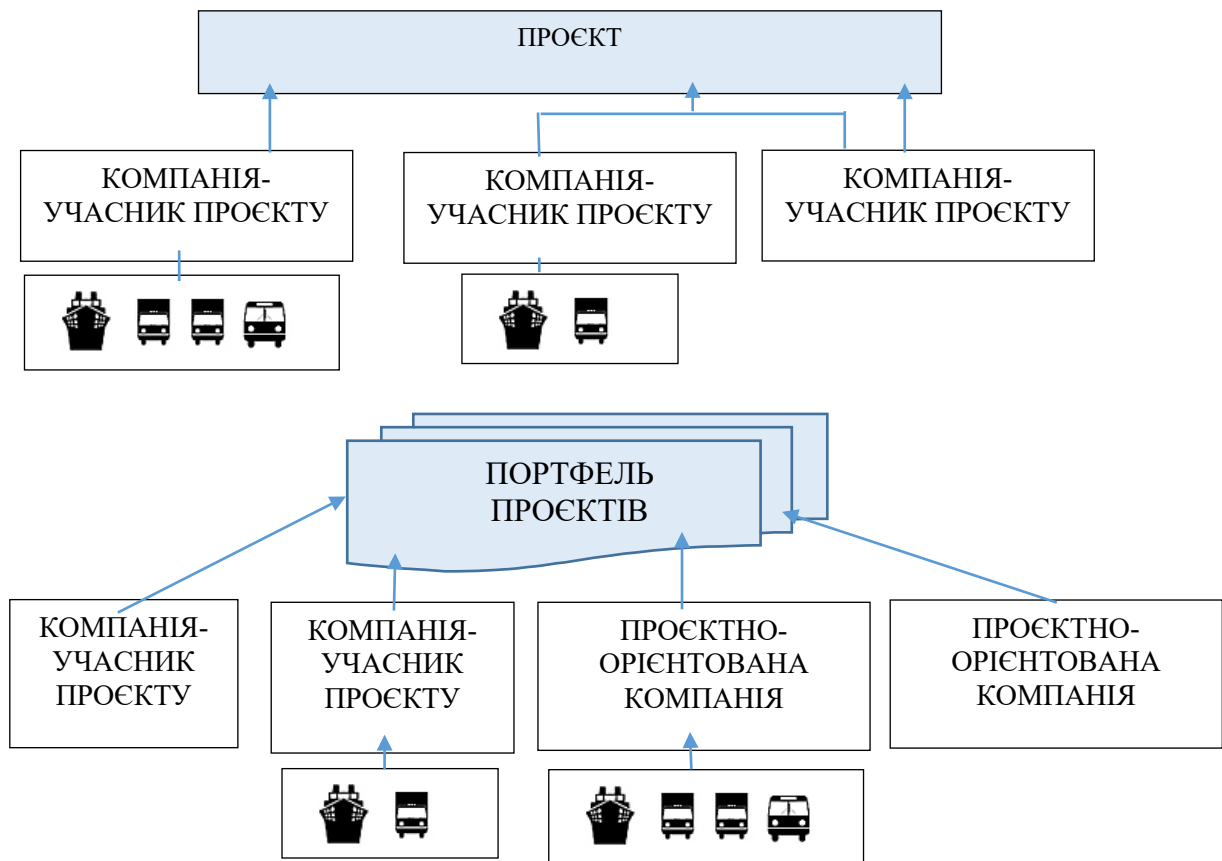 ПРОЄКТ
КОМПАНІЯ-
УЧАСНИК ПРОЄКТУ
КОМПАНІЯ-
УЧАСНИК ПРОЄКТУ
КОМПАНІЯ-
УЧАСНИК ПРОЄКТУ
ПОРТФЕЛЬ
ПРОЄКТІВ
КОМПАНІЯ-
УЧАСНИК
ПРОЄКТУ
КОМПАНІЯ-
УЧАСНИК
ПРОЄКТУ
ПРОЄКТНО-
ОРІЄНТОВАНА
КОМПАНІЯ
ПРОЄКТНО-
ОРІЄНТОВАНА
КОМПАНІЯ